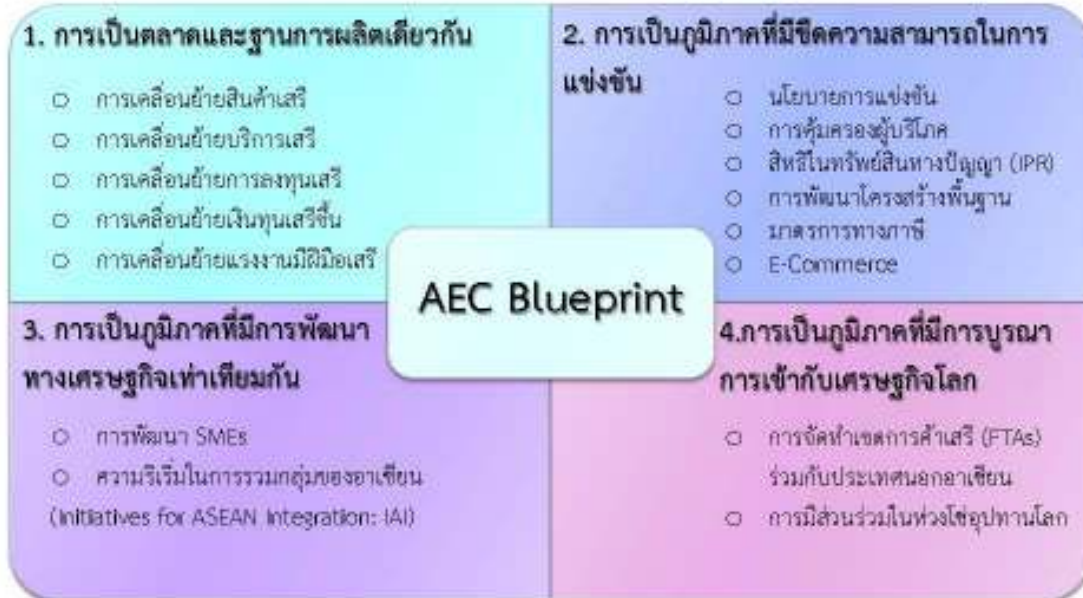 1. การเป็นตลาดและฐานการผลิตเดียวกัน
การเคลื่อนย้ายสินค้าเสรี
การเคลื่อนย้ายบริการเสรี
การเคลื่อนย้ายการลงทุนเสรี
การเคลื่อนย้ายเงินทุนเสรีขึ้น
การเคลื่อนย้ายแรงงานมีฝีมือเสรี
2. การเป็นภูมิภาคที่มีขีดความสามารถในการ
แข่งขัน
นโยบายการแข่งขัน
การคุ้มครองผู้บริโภค
สิทธิในทรัพย์สินทางปัญญา (IPR)
การพัฒนาโครงสร้างพื้นฐาน
มาตรการทางภาษี
E-Commerce
AEC Blueprint
3. การเป็นภูมิภาคที่มีการพัฒนา
ทางเศรษฐกิจเท่าเทียมกัน
การพัฒนา SMEs
ความริเริ่มในการรวมกลุ่มของอาเซียน
(Initiatives for ASEAN Integration: IAI)
4.การเป็นภูมิภาคที่มีการบูรณา
การเข้ากับเศรษฐกิจโลก
การจัดทำเขตการค้าเสรี (FTAs)
ร่วมกับประเทศนอกอาเซียน
การมีส่วนร่วมในห่วงโซ่อุปทานโลก